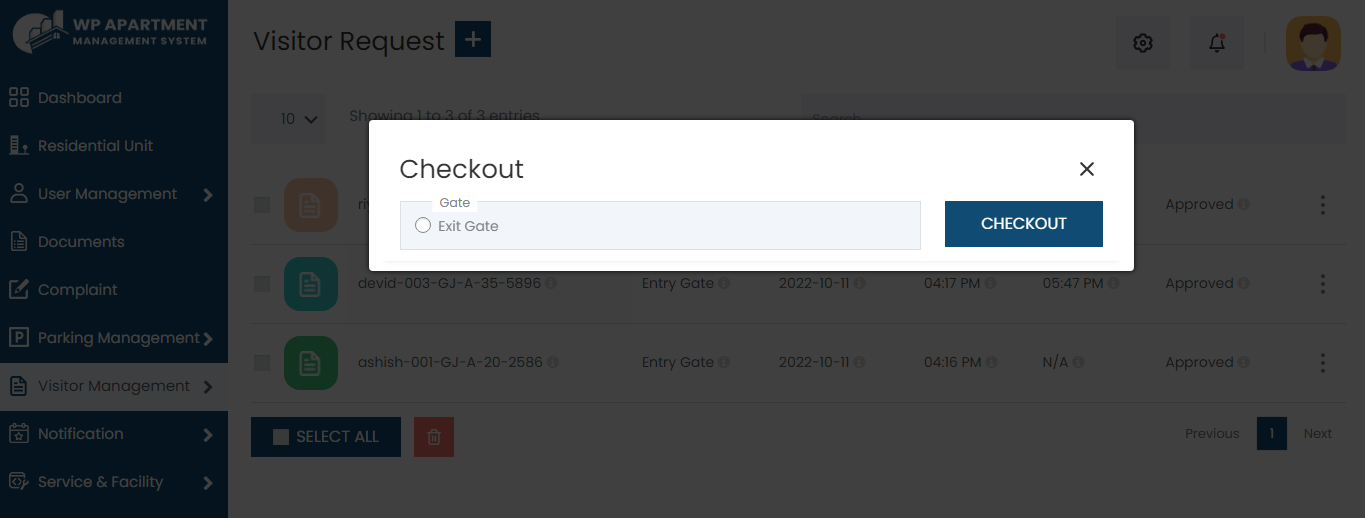 WP APARTMENT
MANAGEMENT SYSTEM
Dashboard
Residential Unit
User Management
Documents
Complaint
Parking Management
Visitor Management
Notification
Service & Facility
Visitor Request +
10
Showing 1 to 3 of 3 entries
Checkout
Gate
Exit Gate
CHECKOUT
Approved
devid-003-GJ-A-35-5896 Entry Gate 2022-10-11 04:17 PM 05:47 PM Approved
ashish-001-GJ-A-20-2586 Entry Gate 2022-10-11 04:16 PM N/A Approved
SELECT ALL
Previous 1 Next